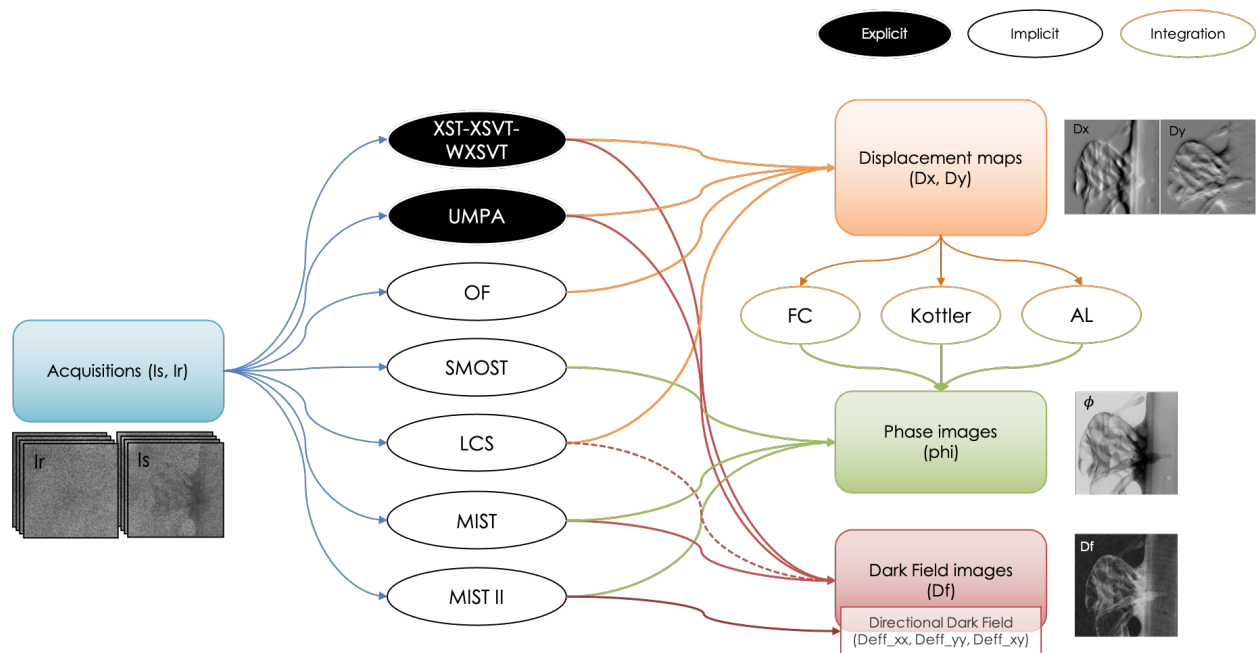 Explicit
Implicit
Integration
XST-XSVT-
WXSVT
UMPA
OF
SMOST
LCS
MIST
MIST II
Acquisitions (Is, Ir)
Ir
Is
Displacement maps
(Dx, Dy)
Dx
Dy
FC
Kottler
AL
Phase images
(phi)
ϕ
Dark Field images
(Df)
Directional Dark Field
(Deff_xx, Deff_yy, Deff_xy)
Df